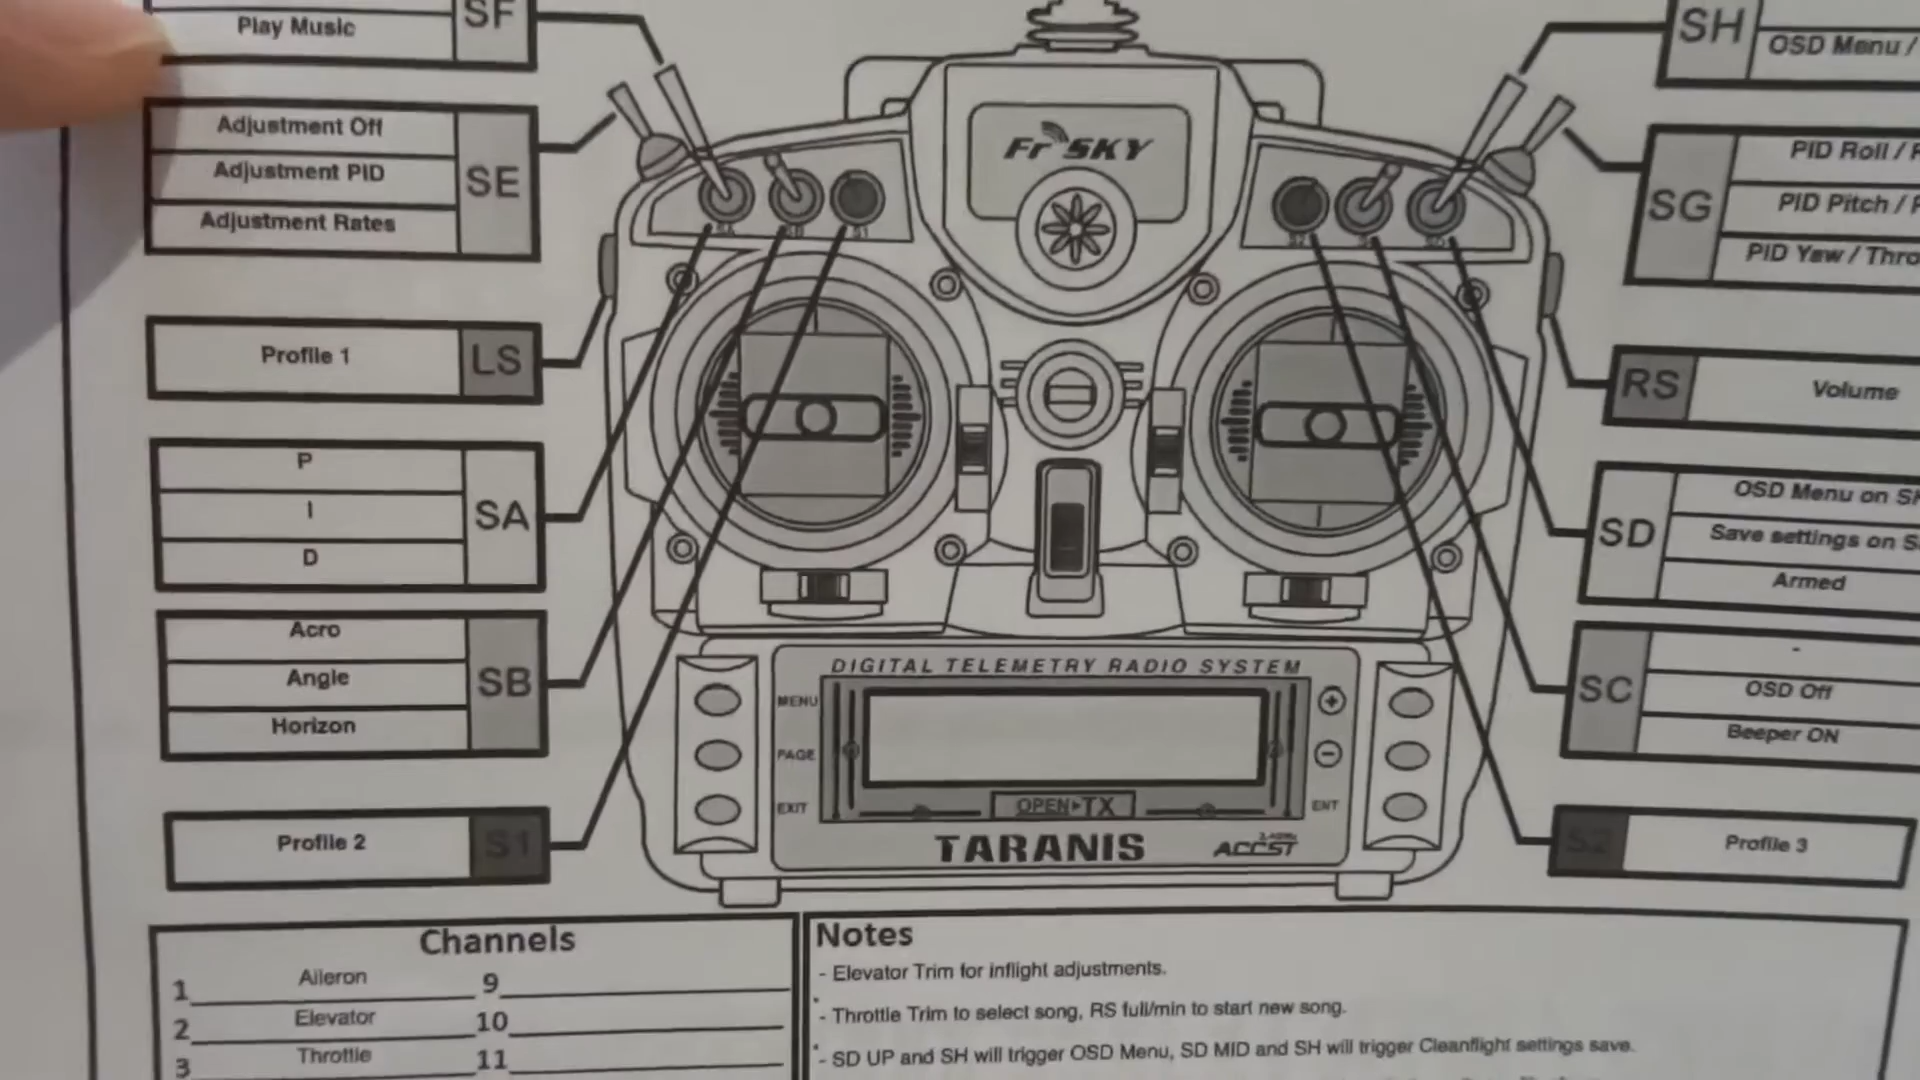 Play Music
SF
Adjustment Off
Adjustment PID
Adjustment Rates
SE
Profile 1
LS
P
I
D
SA
Acro
Angle
Horizon
SB
Profile 2
S1
SH
OSD Menu /
SG
PID Roll /
PID Pitch /
PID Yaw /
RS
Volume
SD
OSD Menu on
Save settings on
Armed
SC
-
OSD Off
Beeper ON
S2
Profile 3
FrSKY
DIGITAL TELEMETRY RADIO SYSTEM
MENU
PAGE
EXIT
ENT
OPEN TX
TARANIS
ACCST
Channels
1 Aileron 9
2 Elevator 10
3 Throttle 11
Notes
- Elevator Trim for inflight adjustments.
- Throttle Trim to select song, RS full/min to start new song.
- SD UP and SH will trigger OSD Menu, SD MID and SH will trigger Cleanflight settings save.